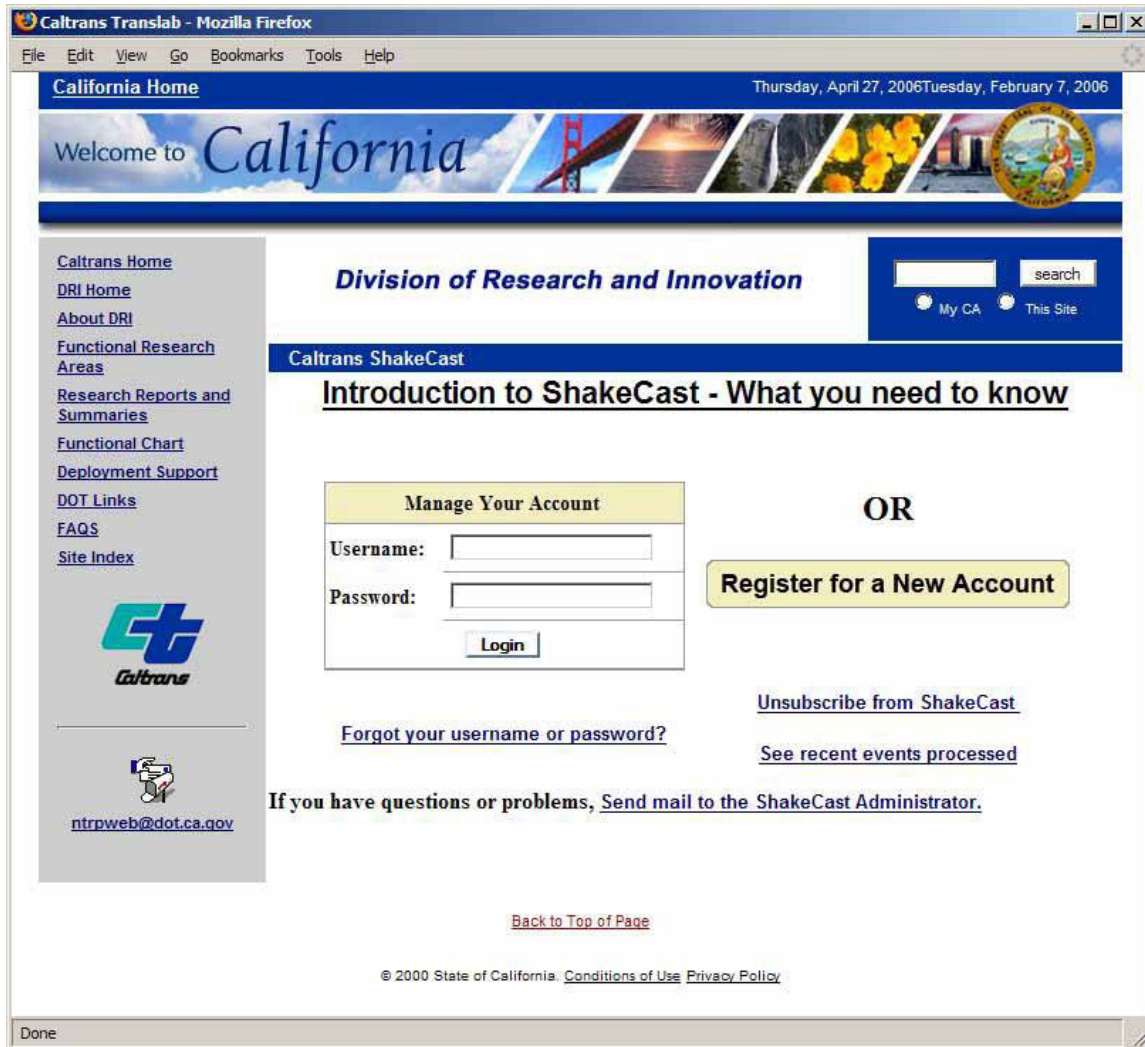 Caltrans Translab - Mozilla Firefox
File Edit View Go Bookmarks Tools Help
California Home
Thursday, April 27, 2006Tuesday, February 7, 2006
Welcome to California
Caltrans Home
DRI Home
About DRI
Functional Research
Areas
Research Reports and
Summaries
Functional Chart
Deployment Support
DOT Links
FAQS
Site Index
Caltrans
ntrpweb@dot.ca.gov
Division of Research and Innovation
search
My CA This Site
Caltrans ShakeCast
Introduction to ShakeCast - What you need to know
Manage Your Account
Username:
Password:
Login
OR
Register for a New Account
Forgot your username or password?
Unsubscribe from ShakeCast
See recent events processed
If you have questions or problems, Send mail to the ShakeCast Administrator.
Back to Top of Page
© 2000 State of California. Conditions of Use Privacy Policy
Done